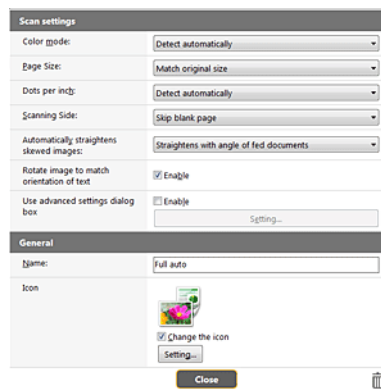 Scan settings
Color mode:
Detect automatically
Page Size:
Match original size
Dots per inch:
Detect automatically
Scanning Side:
Skip blank page
Automatically straightens
skewed images:
Straightens with angle of fed documents
Rotate image to match
orientation of text
Enable
Use advanced settings dialog
box
Enable
Setting...
General
Name:
Full auto
Icon
Change the icon
Setting...
Close